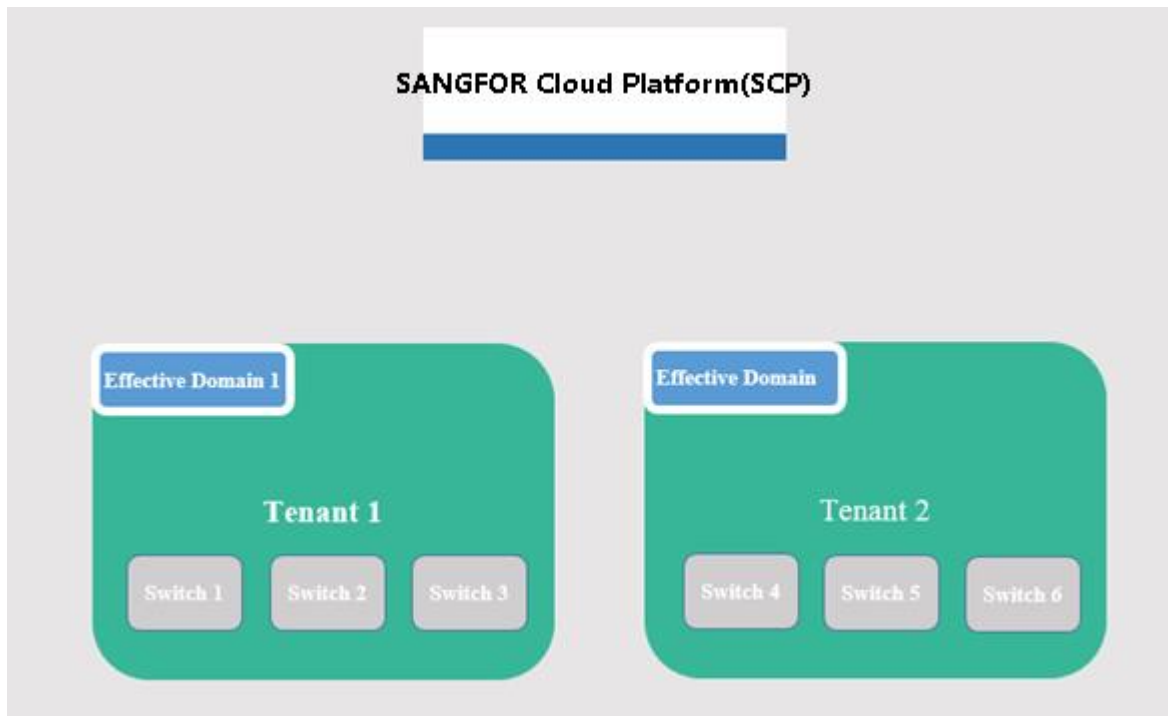 SANGFOR Cloud Platform(SCP)
Effective Domain 1
Effective Domain
Tenant 1
Tenant 2
Switch 1
Switch 2
Switch 3
Switch 4
Switch 5
Switch 6